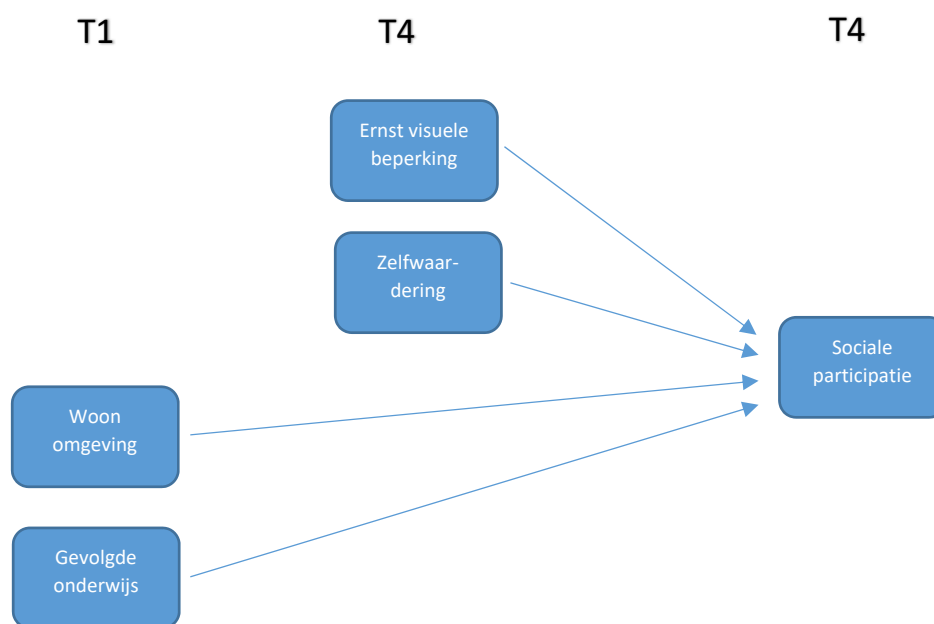 T1
T4
T4
Ernst visuele
beperking
Zelfwaar-
dering
Sociale
participatie
Woon
omgeving
Gevolgde
onderwijs